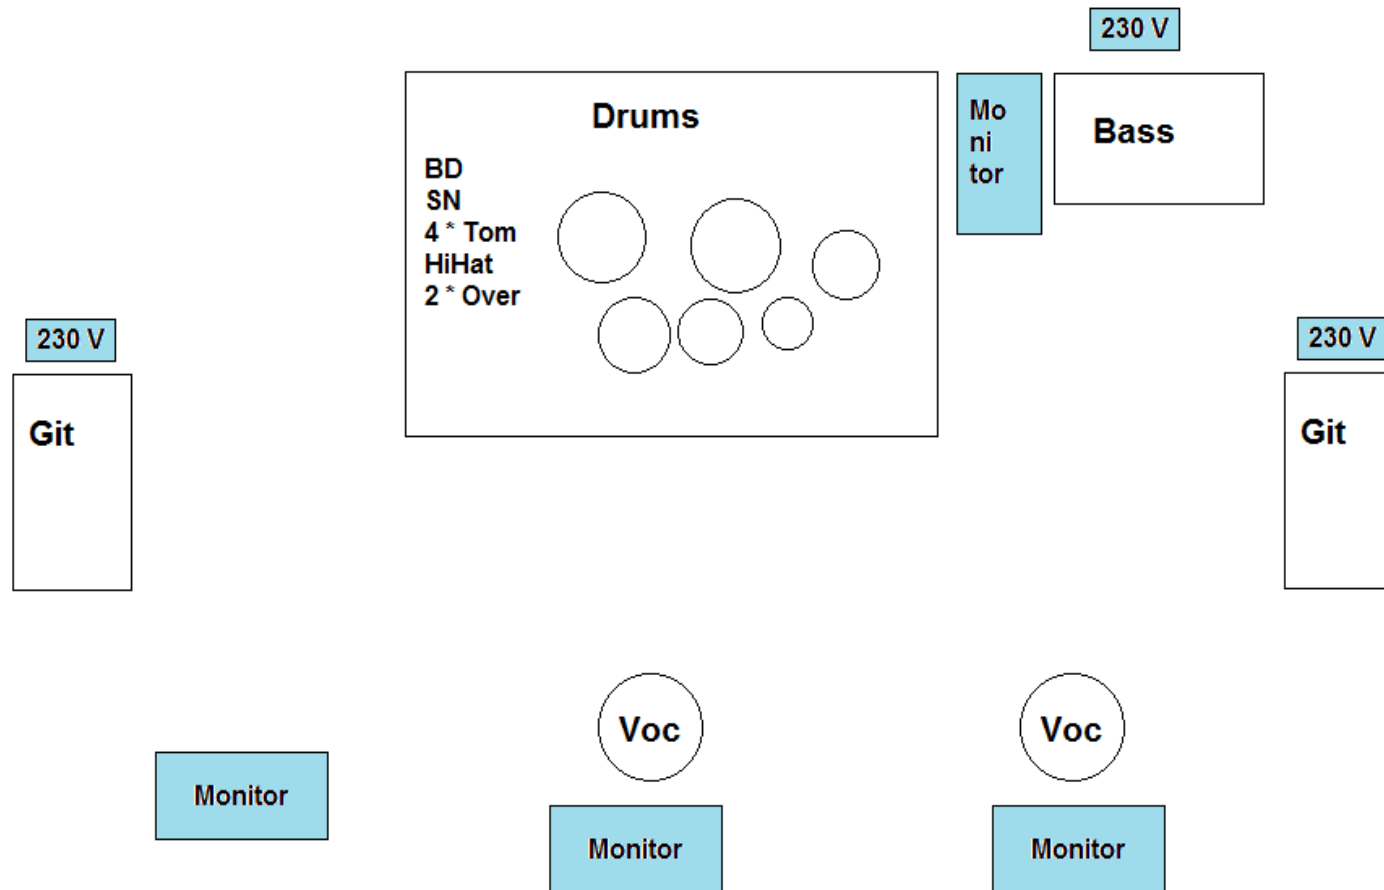 230 V
Drums
BD
SN
4 * Tom
HiHat
2 * Over
Mo
ni
tor
Bass
230 V
Git
230 V
Git
Voc
Voc
Monitor
Monitor
Monitor